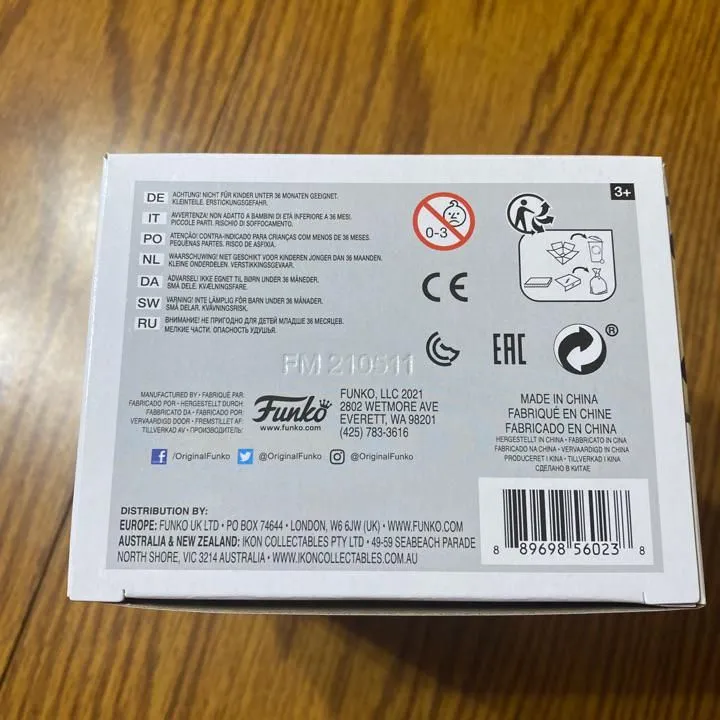 3+
DE ACHTUNG! NICHT FÜR KINDER UNTER 36 MONATEN GEEIGNET.
KLEINTEILE. ERSTICKUNGSGEFAHR.
IT AVVERTENZA! NON ADATTO A BAMBINI DI ETÀ INFERIORE A 36 MESI.
PICCOLE PARTI. RISCHIO DI SOFFOCAMENTO.
PO ATENÇÃO! CONTRA-INDICADO PARA CRIANÇAS COM MENOS DE 36 MESES.
PEQUENAS PARTES. RISCO DE ASFIXIA.
NL WAARSCHUWING! NIET GESCHIKT VOOR KINDEREN JONGER DAN 36 MAANDEN.
KLEINE ONDERDELEN. VERSTIKKINGSGEVAAR.
DA ADVARSEL! IKKE EGNET TIL BØRN UNDER 36 MÅNEDER.
SMÅ DELE. KVÆLNINGSFARE.
SW VARNING! INTE LÄMPLIG FÖR BARN UNDER 36 MÅNADER.
SMÅ DELAR. KVÄVNINGSRISK.
RU ВНИМАНИЕ! НЕ ПРИГОДНО ДЛЯ ДЕТЕЙ МЛАДШЕ 36 МЕСЯЦЕВ.
МЕЛКИЕ ЧАСТИ. ОПАСНОСТЬ УДУШЬЯ.
0-3
CE
EAC
®
FM 210511
MANUFACTURED BY • FABRIQUÉ PAR:
FABRICADO POR • HERGESTELLT DURCH:
FABBRICATO DA • FABRICADO POR:
VERVAARDIGD DOOR • FREMSTILLET AF:
TILLVERKAD AV • ПРОИЗВОДИТЕЛЬ:
Funko
www.funko.com
FUNKO, LLC 2021
2802 WETMORE AVE
EVERETT, WA 98201
(425) 783-3616
MADE IN CHINA
FABRIQUÉ EN CHINE
FABRICADO EN CHINA
HERGESTELLT IN CHINA • FABBRICATO IN CINA
FABRICADO NA CHINA • VERVAARDIGD IN CHINA
PRODUCERET I KINA • TILLVERKAD I KINA
СДЕЛАНО В КИТАЕ
/OriginalFunko @OriginalFunko @OriginalFunko
DISTRIBUTION BY:
EUROPE: FUNKO UK LTD • PO BOX 74644 • LONDON, W6 6JW (UK) • WWW.FUNKO.COM
AUSTRALIA & NEW ZEALAND: IKON COLLECTABLES PTY LTD • 49-59 SEABEACH PARADE
NORTH SHORE, VIC 3214 AUSTRALIA • WWW.IKONCOLLECTABLES.COM.AU
8 89698 56023 8